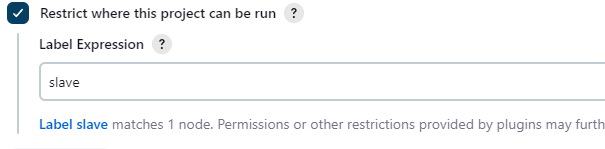 Restrict where this project can be run ?
Label Expression ?
slave
Label slave matches 1 node. Permissions or other restrictions provided by plugins may furth